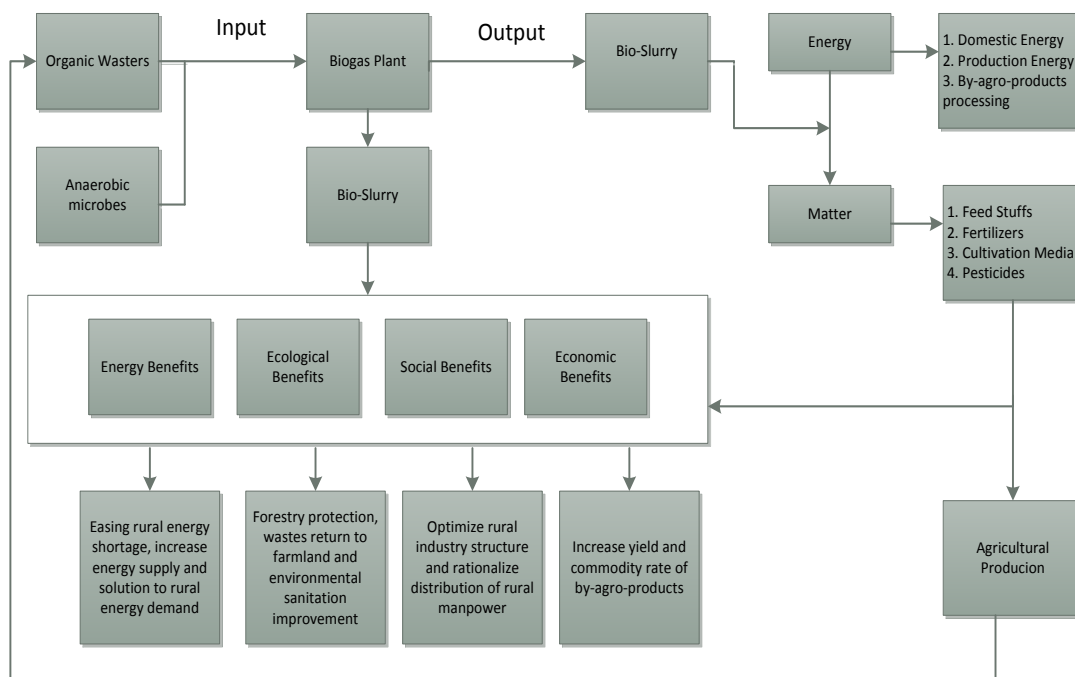 Input
Output
Organic Wasters
Biogas Plant
Bio-Slurry
Energy
1. Domestic Energy
2. Production Energy
3. By-agro-products
processing
Anaerobic
microbes
Bio-Slurry
Matter
1. Feed Stuffs
2. Fertilizers
3. Cultivation Media
4. Pesticides
Energy Benefits
Ecological
Benefits
Social Benefits
Economic
Benefits
Easing rural energy
shortage, increase
energy supply and
solution to rural
energy demand
Forestry protection,
wastes return to
farmland and
environmental
sanitation
improvement
Optimize rural
industry structure
and rationalize
distribution of rural
manpower
Increase yield and
commodity rate of
by-agro-products
Agricultural
Producion